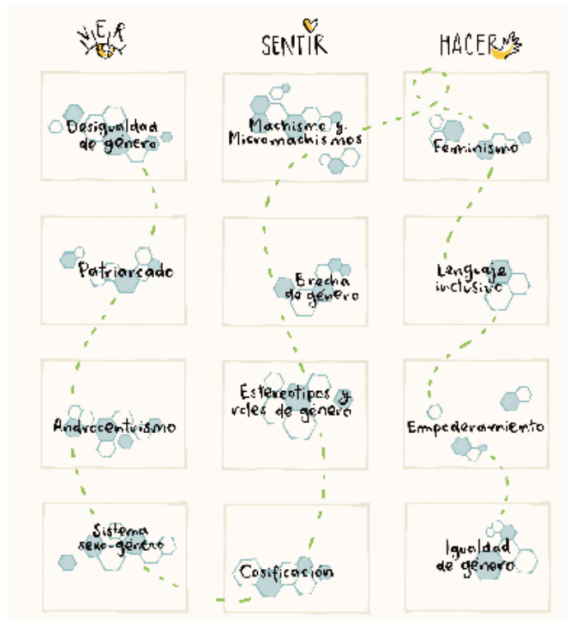 VER
SENTIR
HACER
Desigualdad
de género
Machismo y
Micromachismos
Feminismo
Patriarcado
Brecha
de género
Lenguaje
inclusivo
Androcentrismo
Estereotipos y
roles de género
Empoderamiento
Sistema
sexo-género
Cosificación
Igualdad
de género